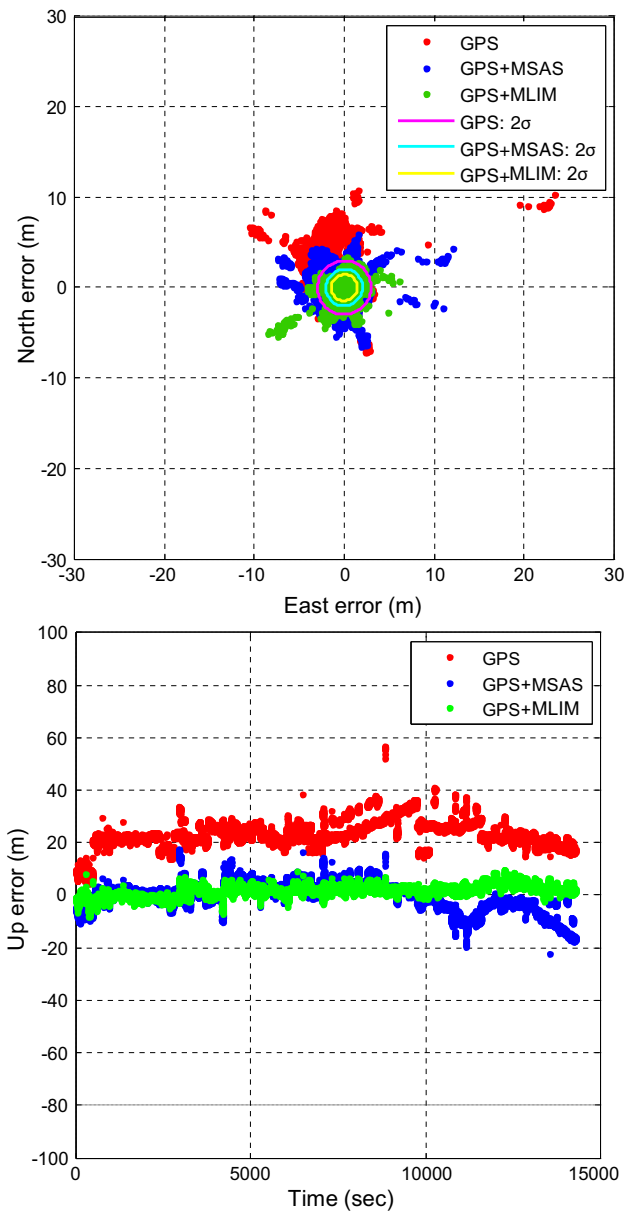 30
20
10
0
-10
-20
-30
-30
-20
-10
0
10
20
30
North error (m)
East error (m)
GPS
GPS+MSAS
GPS+MLIM
GPS: 2σ
GPS+MSAS: 2σ
GPS+MLIM: 2σ
100
80
60
40
20
0
-20
-40
-60
-80
-100
0
5000
10000
15000
Up error (m)
Time (sec)
GPS
GPS+MSAS
GPS+MLIM